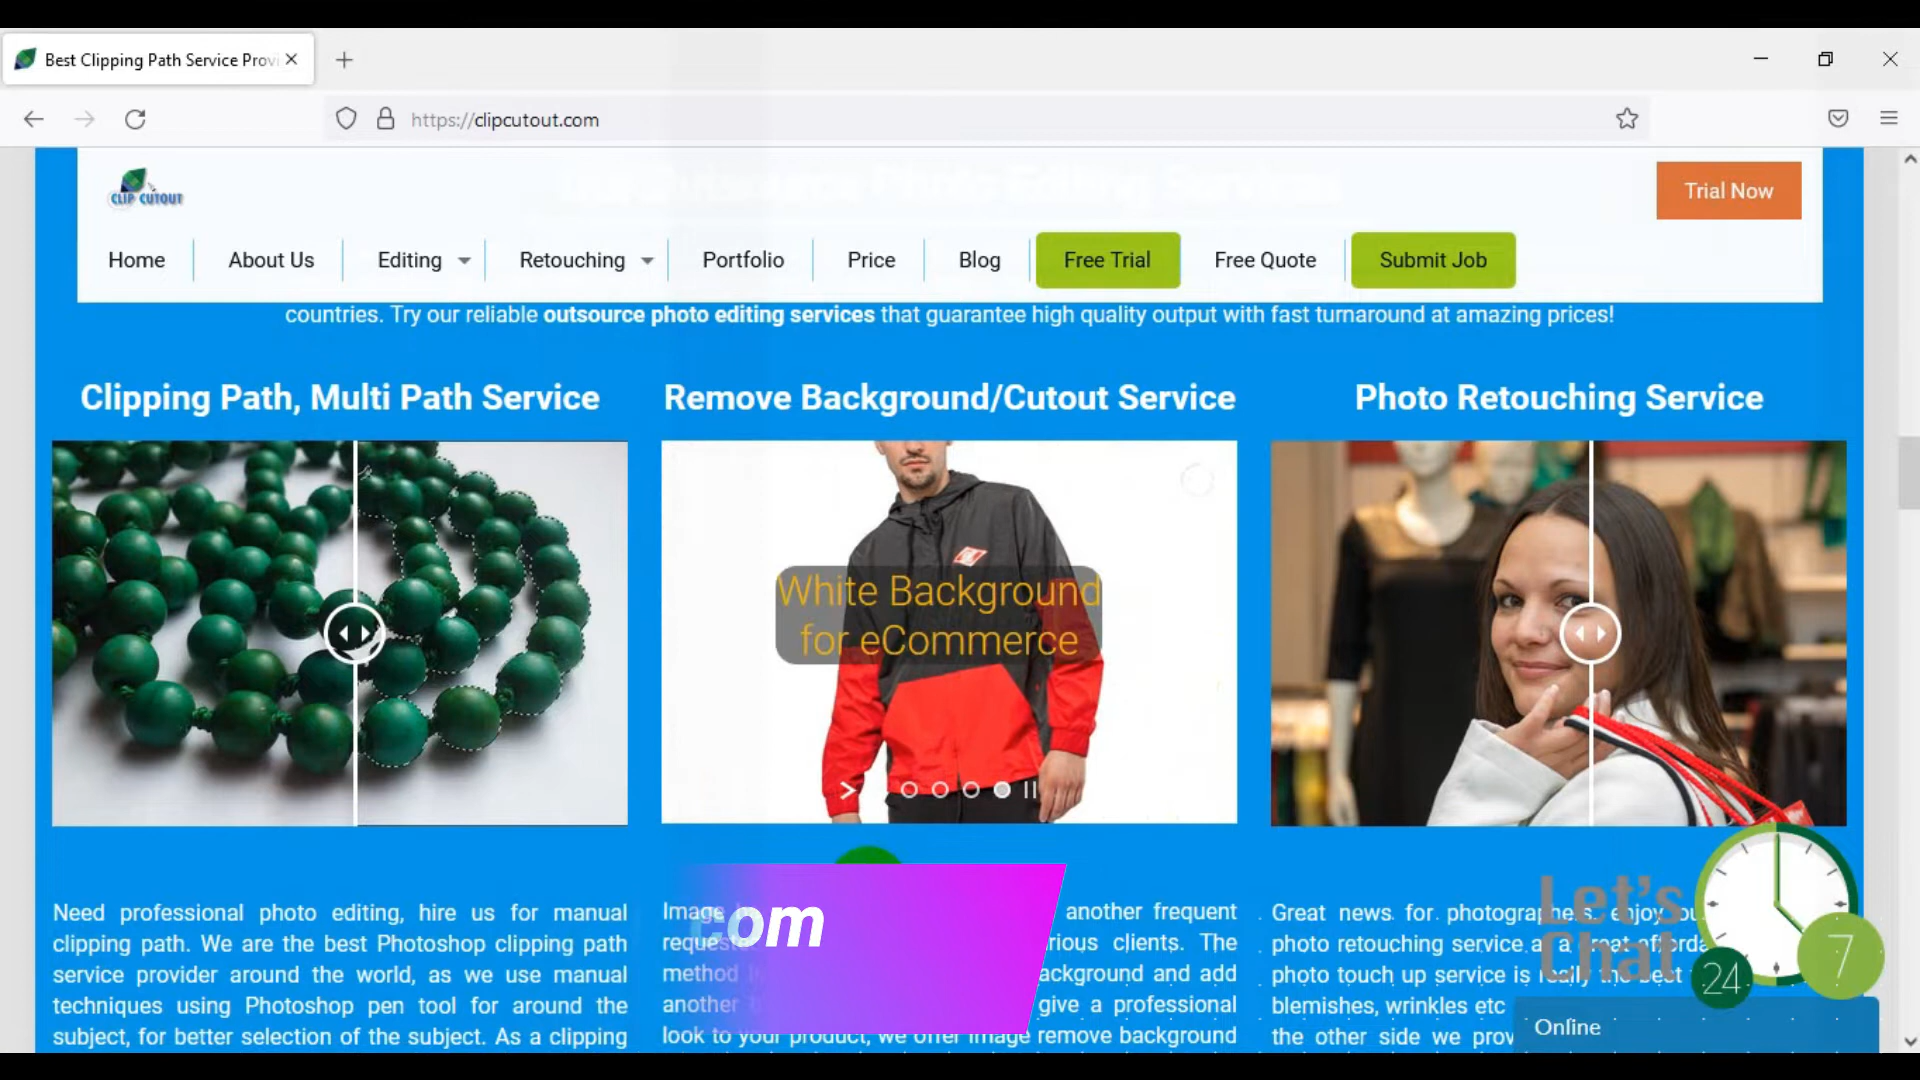 Best Clipping Path Service Provi
https://clipcutout.com
CLIP CUTOUT
Trial Now
Home
About Us
Editing
Retouching
Portfolio
Price
Blog
Free Trial
Free Quote
Submit Job
countries. Try our reliable outsource photo editing services that guarantee high quality output with fast turnaround at amazing prices!
Clipping Path, Multi Path Service
Remove Background/Cutout Service
Photo Retouching Service
White Background
for eCommerce
Need professional photo editing, hire us for manual
clipping path. We are the best Photoshop clipping path
service provider around the world, as we use manual
techniques using Photoshop pen tool for around the
subject, for better selection of the subject. As a clipping
Image another frequent
clients. The
method and add
another give a professional
look to your product, we offer image remove background
com
Great news for photographers, enjoy
photo retouching service
photo touch up service is really the best
blemishes, wrinkles etc
the other side we prov
Let's
Chat
24
7
Online